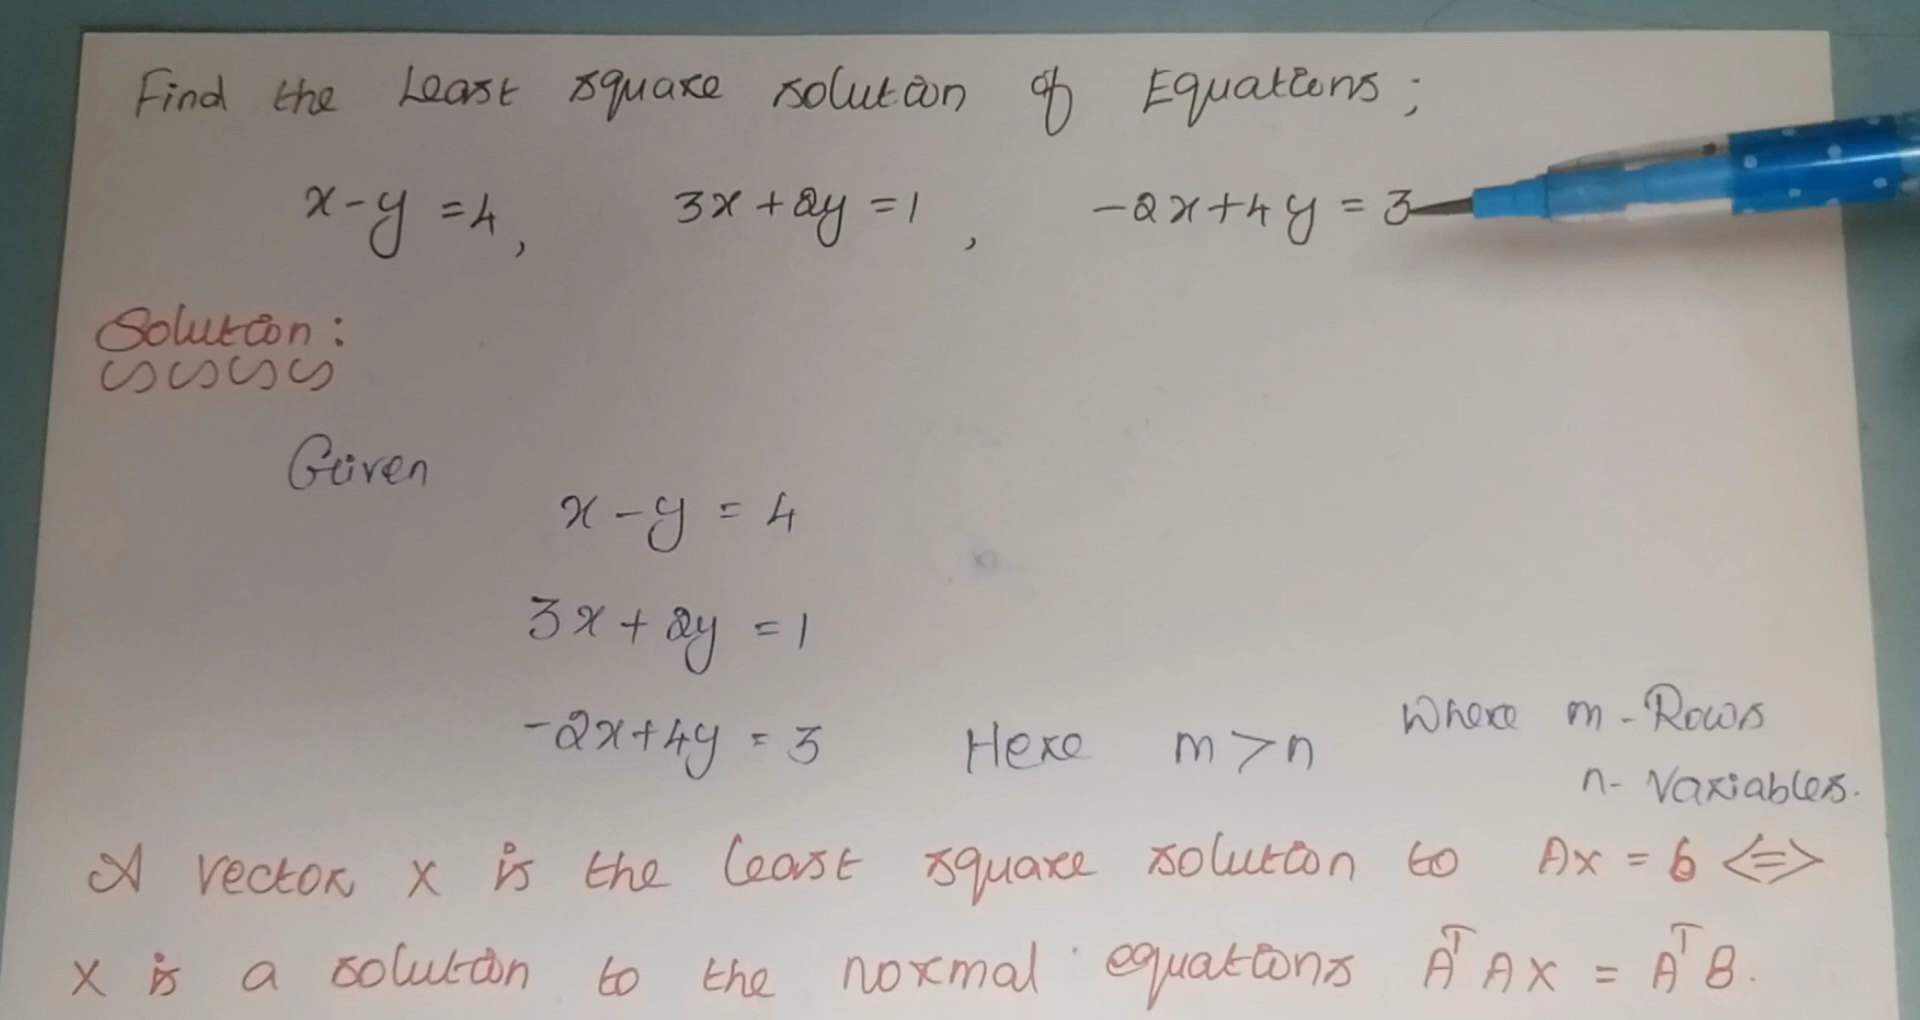 Find the Least square solution of Equations;
x-y=4, 3x+2y=1, -2x+4y=3
Solution:
Given
x-y=4
3x+2y=1
-2x+4y=3 Here m>n Where m-Rows
n- Variables.
A vector x is the least square solution to Ax=b <=>
x is a solution to the normal equations AᵀAx = AᵀB.